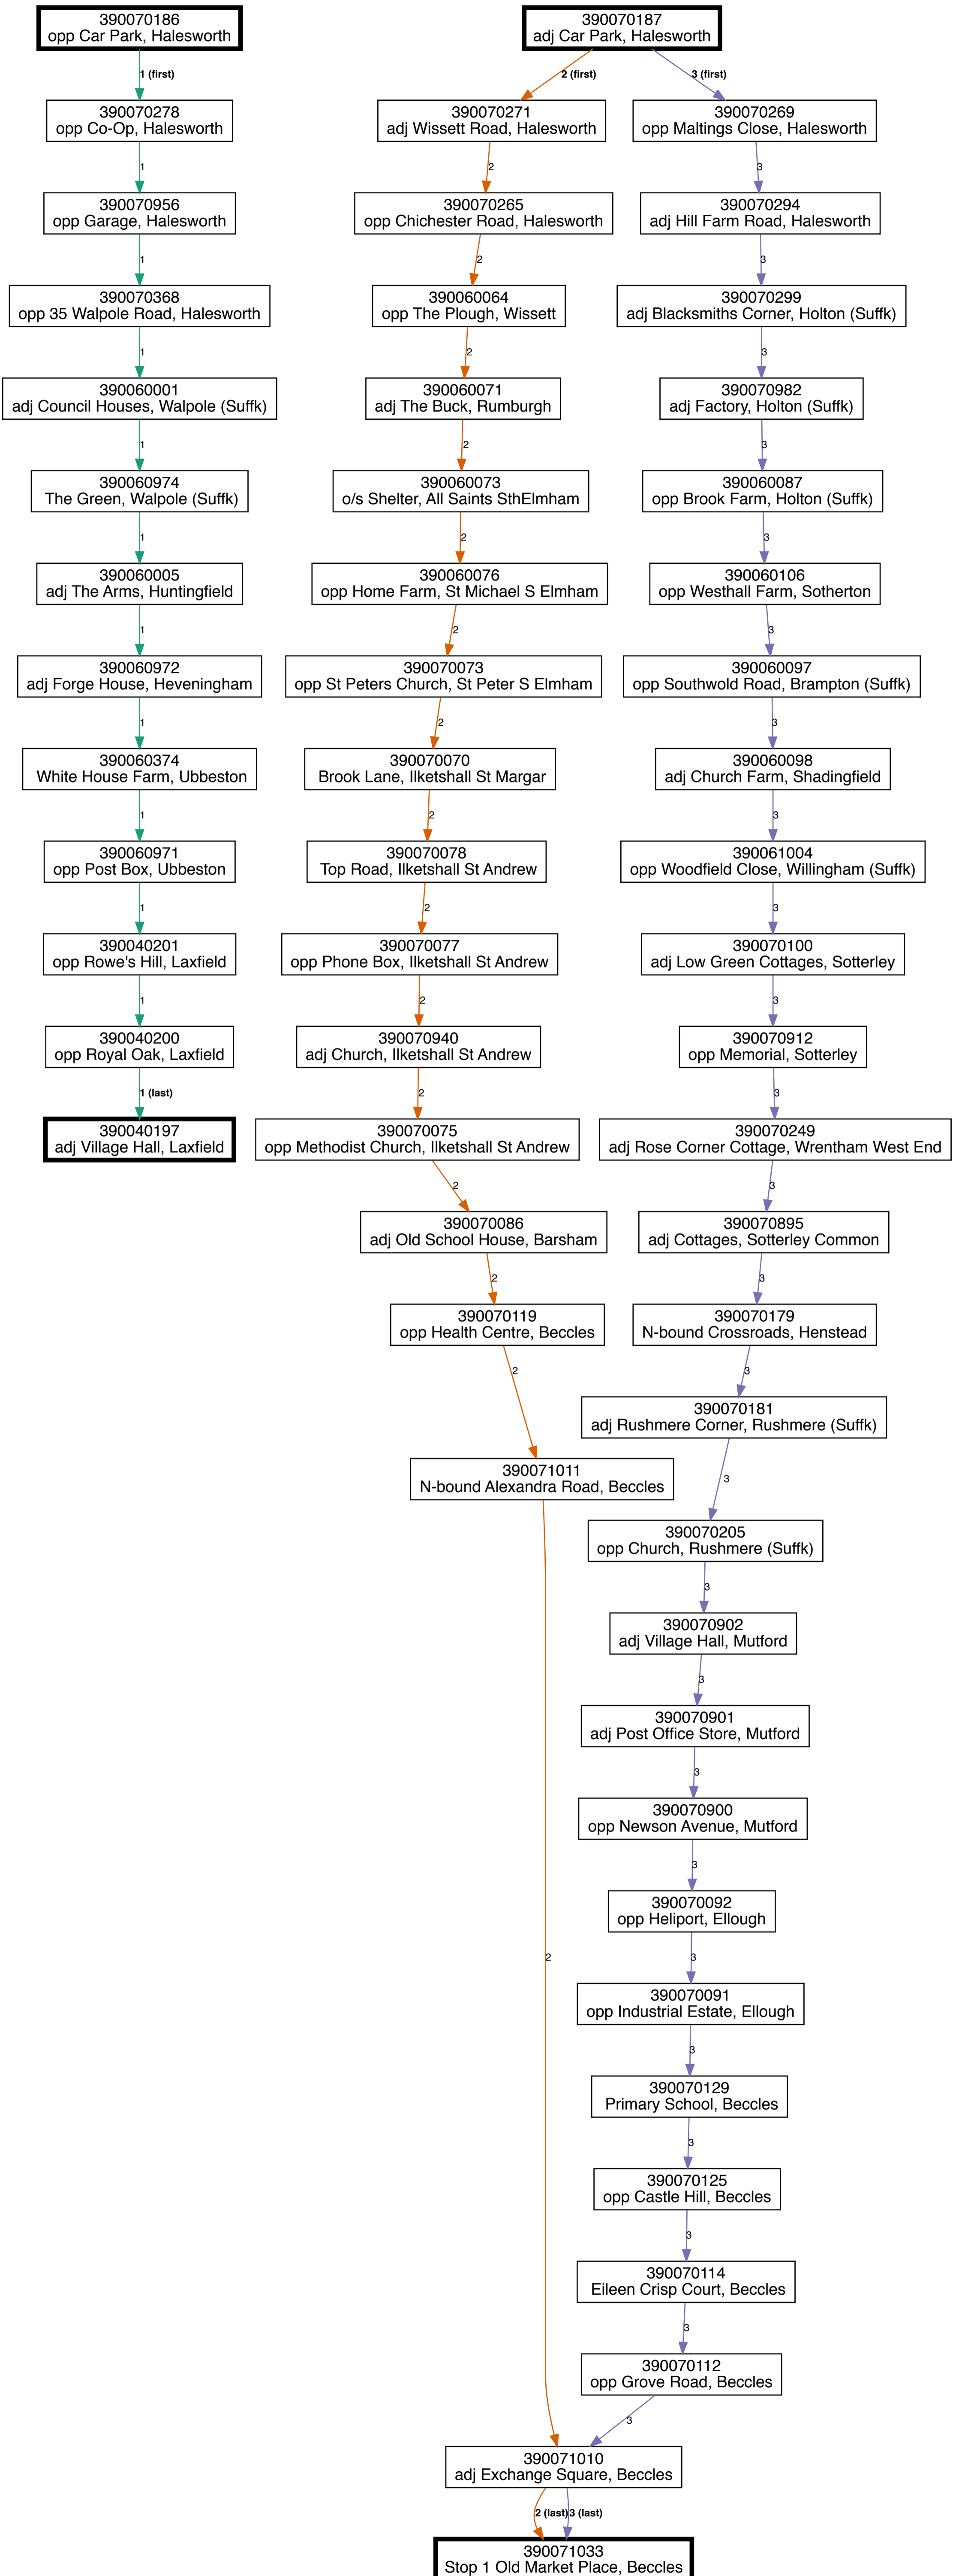 390070186
opp Car Park, Halesworth
1 (first)
390070278
opp Co-Op, Halesworth
1
390070956
opp Garage, Halesworth
1
390070368
opp 35 Walpole Road, Halesworth
1
390060001
adj Council Houses, Walpole (Suffk)
1
390060974
The Green, Walpole (Suffk)
1
390060005
adj The Arms, Huntingfield
1
390060972
adj Forge House, Heveningham
1
390060374
White House Farm, Ubbeston
1
390060971
opp Post Box, Ubbeston
1
390040201
opp Rowe's Hill, Laxfield
1
390040200
opp Royal Oak, Laxfield
1 (last)
390040197
adj Village Hall, Laxfield
390070187
adj Car Park, Halesworth
2 (first)
390070271
adj Wissett Road, Halesworth
2
390070265
opp Chichester Road, Halesworth
2
390060064
opp The Plough, Wissett
2
390060071
adj The Buck, Rumburgh
2
390060073
o/s Shelter, All Saints SthElmham
2
390060076
opp Home Farm, St Michael S Elmham
2
390070073
opp St Peters Church, St Peter S Elmham
2
390070070
Brook Lane, Ilketshall St Margar
2
390070078
Top Road, Ilketshall St Andrew
2
390070077
opp Phone Box, Ilketshall St Andrew
2
390070940
adj Church, Ilketshall St Andrew
2
390070075
opp Methodist Church, Ilketshall St Andrew
2
390070086
adj Old School House, Barsham
2
390070119
opp Health Centre, Beccles
2
390071011
N-bound Alexandra Road, Beccles
2
3 (first)
390070269
opp Maltings Close, Halesworth
3
390070294
adj Hill Farm Road, Halesworth
3
390070299
adj Blacksmiths Corner, Holton (Suffk)
3
390070982
adj Factory, Holton (Suffk)
3
390060087
opp Brook Farm, Holton (Suffk)
3
390060106
opp Westhall Farm, Sotherton
3
390060097
opp Southwold Road, Brampton (Suffk)
3
390060098
adj Church Farm, Shadingfield
3
390061004
opp Woodfield Close, Willingham (Suffk)
3
390070100
adj Low Green Cottages, Sotterley
3
390070912
opp Memorial, Sotterley
3
390070249
adj Rose Corner Cottage, Wrentham West End
3
390070895
adj Cottages, Sotterley Common
3
390070179
N-bound Crossroads, Henstead
3
390070181
adj Rushmere Corner, Rushmere (Suffk)
3
390070205
opp Church, Rushmere (Suffk)
3
390070902
adj Village Hall, Mutford
3
390070901
adj Post Office Store, Mutford
3
390070900
opp Newson Avenue, Mutford
3
390070092
opp Heliport, Ellough
3
390070091
opp Industrial Estate, Ellough
3
390070129
Primary School, Beccles
3
390070125
opp Castle Hill, Beccles
3
390070114
Eileen Crisp Court, Beccles
3
390070112
opp Grove Road, Beccles
3
390071010
adj Exchange Square, Beccles
2 (last)
3 (last)
390071033
Stop 1 Old Market Place, Beccles